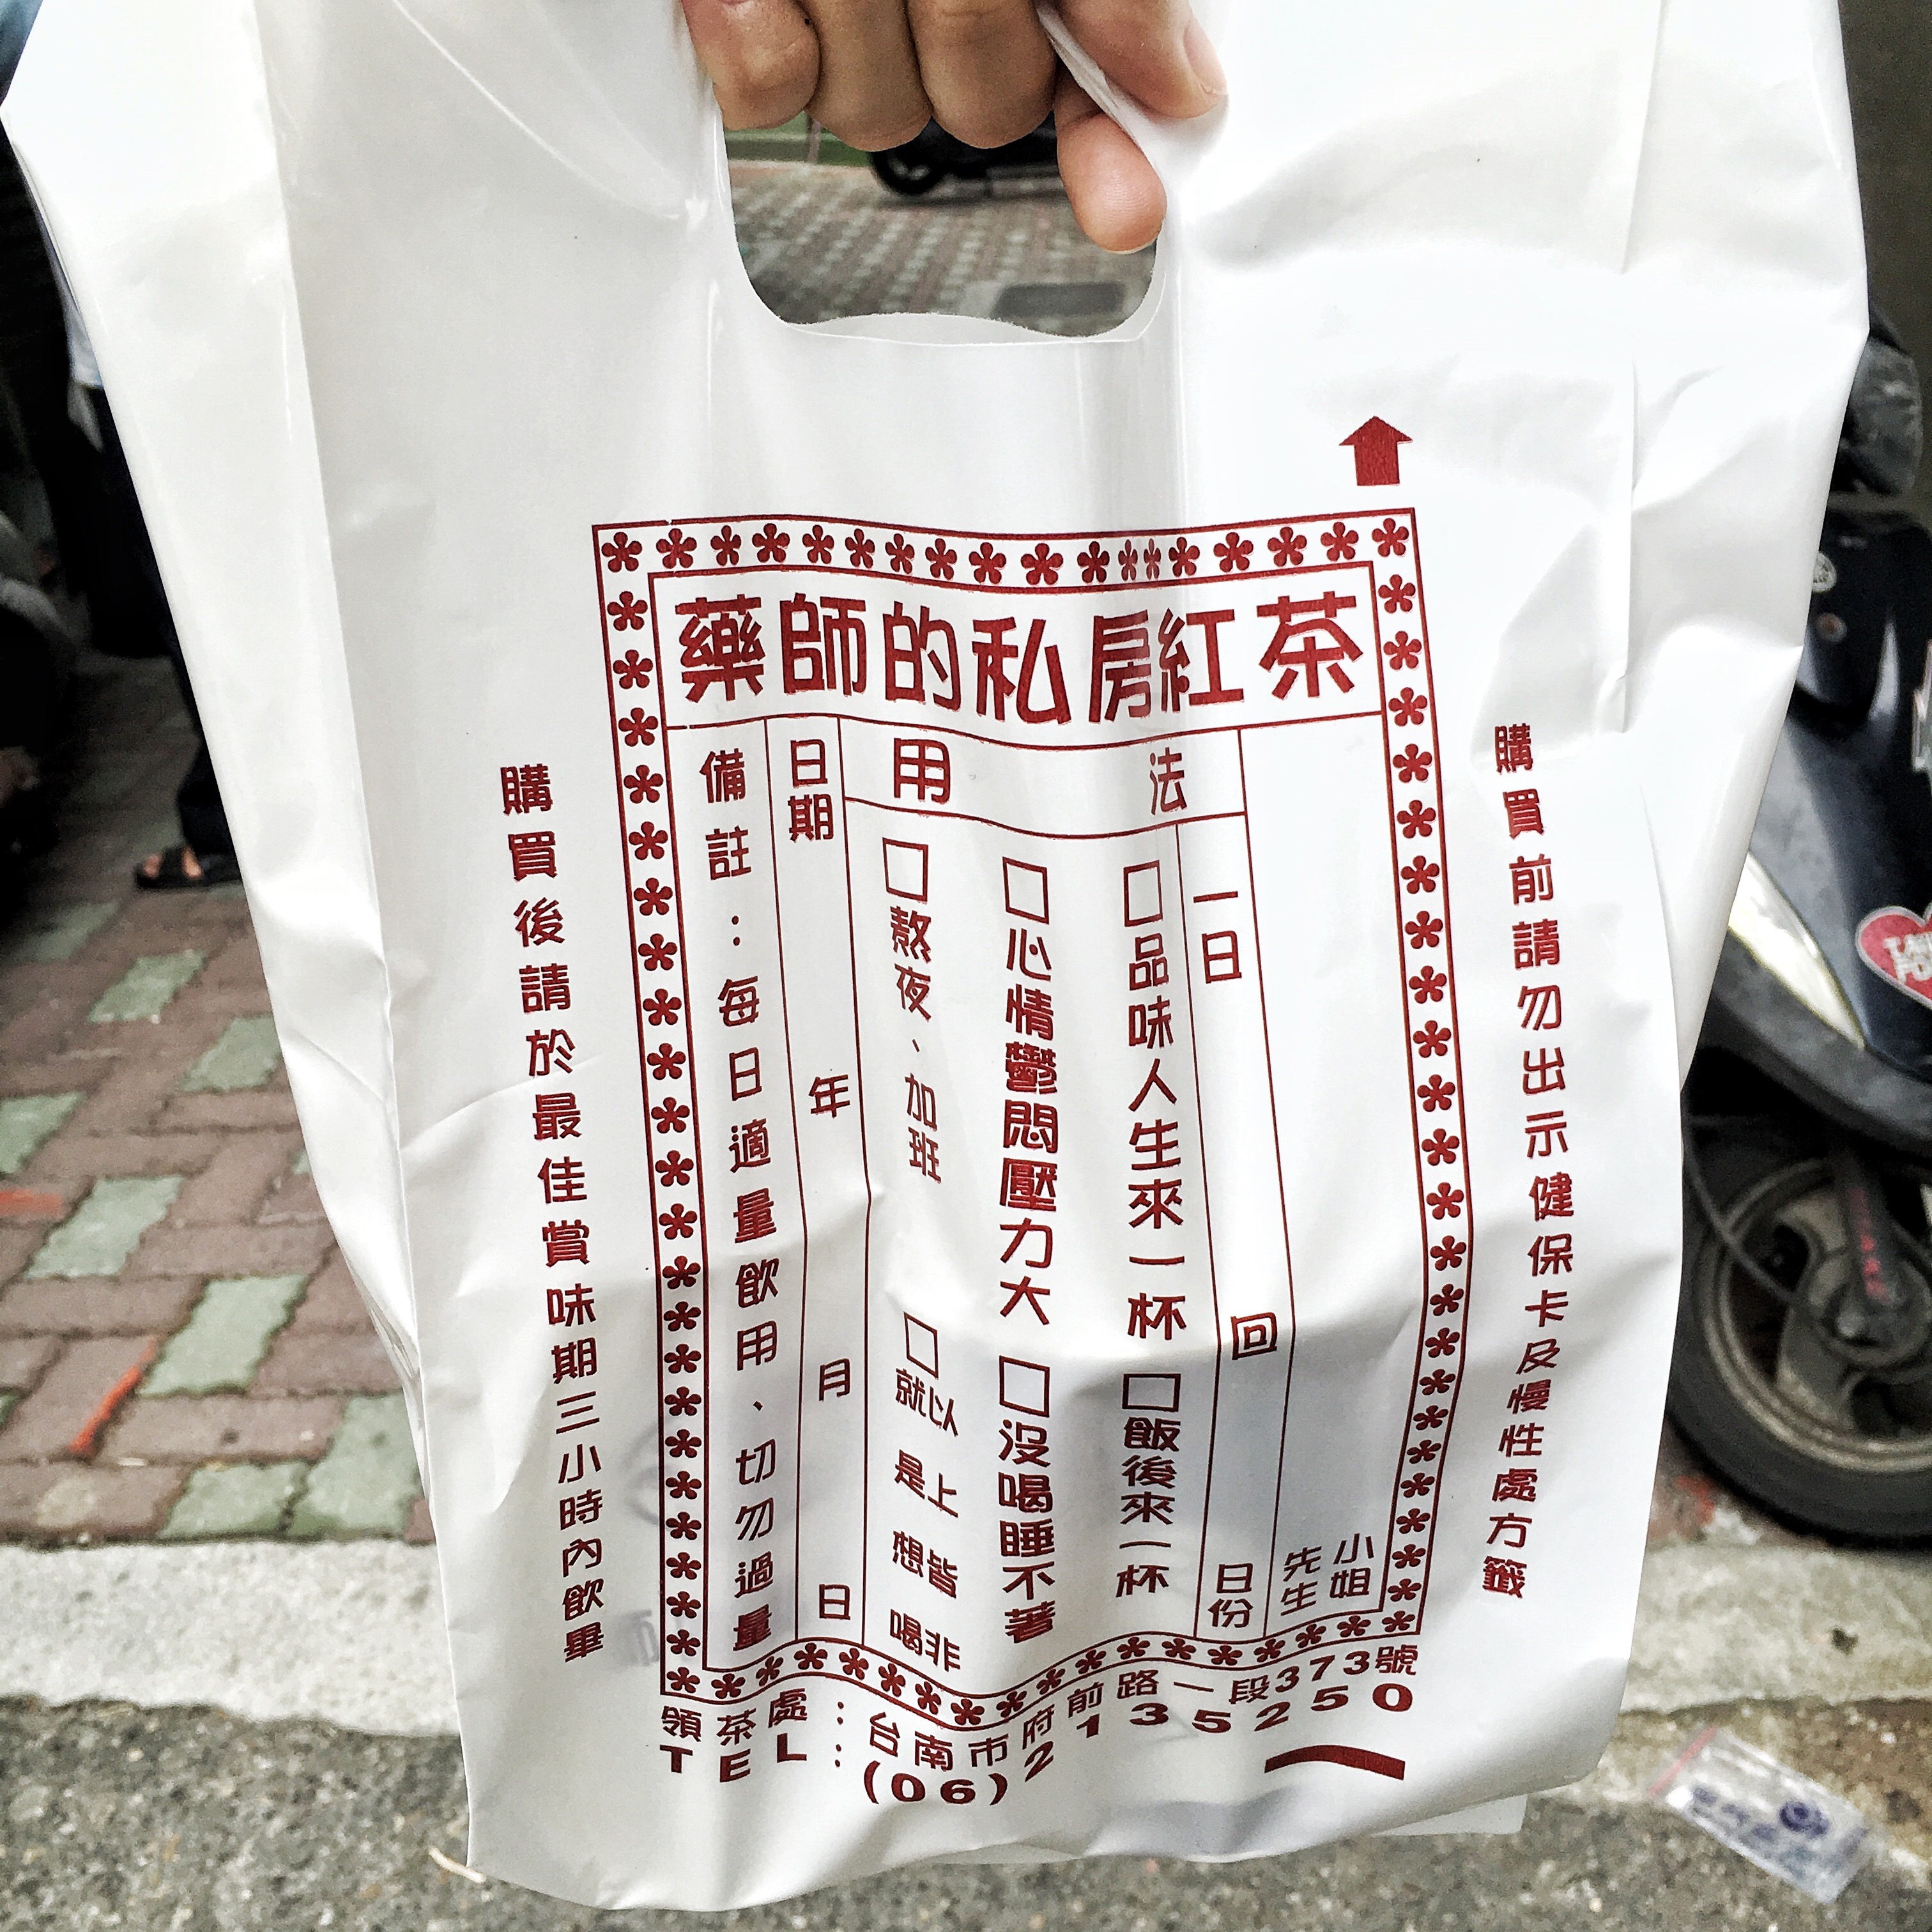 藥師的私房紅茶
用法
小姐
先生
一日 回 日份
□品味人生來一杯 □飯後來一杯
□心情鬱悶壓力大 □沒喝睡不著
□熬夜、加班 □以上皆非
就是想喝
日期 年 月 日
備註：每日適量飲用、切勿過量
購買前請勿出示健保卡及慢性處方籤
購買後請於最佳賞味期三小時內飲畢
領茶處：台南市府前路一段373號
TEL：(06)2135250